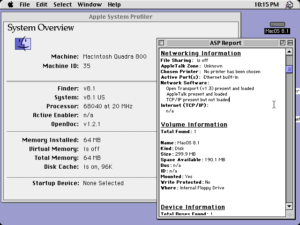 File Edit Select Window Help
10:15 PM
Apple System Profiler
System Overview
Machine: Macintosh Quadra 800
Machine ID: 35
Finder: v8.1
System: v8.1 US
Processor: 68040 at 20 MHz
Active Enabler: n/a
OpenDoc: v1.2.1
Memory Installed: 64 MB
Virtual Memory: is off
Total Memory: 64 MB
Disk Cache: is on, 96K
Startup Device: None Selected
MacOS 8.1
ASP Report
Networking Information
File Sharing: is off
AppleTalk Zone: Unknown
Chosen Printer: No printer has been chosen
Active Port(s): Ethernet built-in
Network Software:
Open Transport (v1.3) present and loaded
AppleTalk present and loaded
TCP/IP present but not loaded
Internet (TCP/IP):
n/a
Volume Information
Total Found: 1
Name: MacOS 8.1
Kind: Disk
Size: 299.9 MB
Space Available: 190.1 MB
Bus: n/a
ID: n/a
Mounted: Yes
Write Protected: No
Where: Internal Floppy Drive
Device Information
Total Buses Found: 1